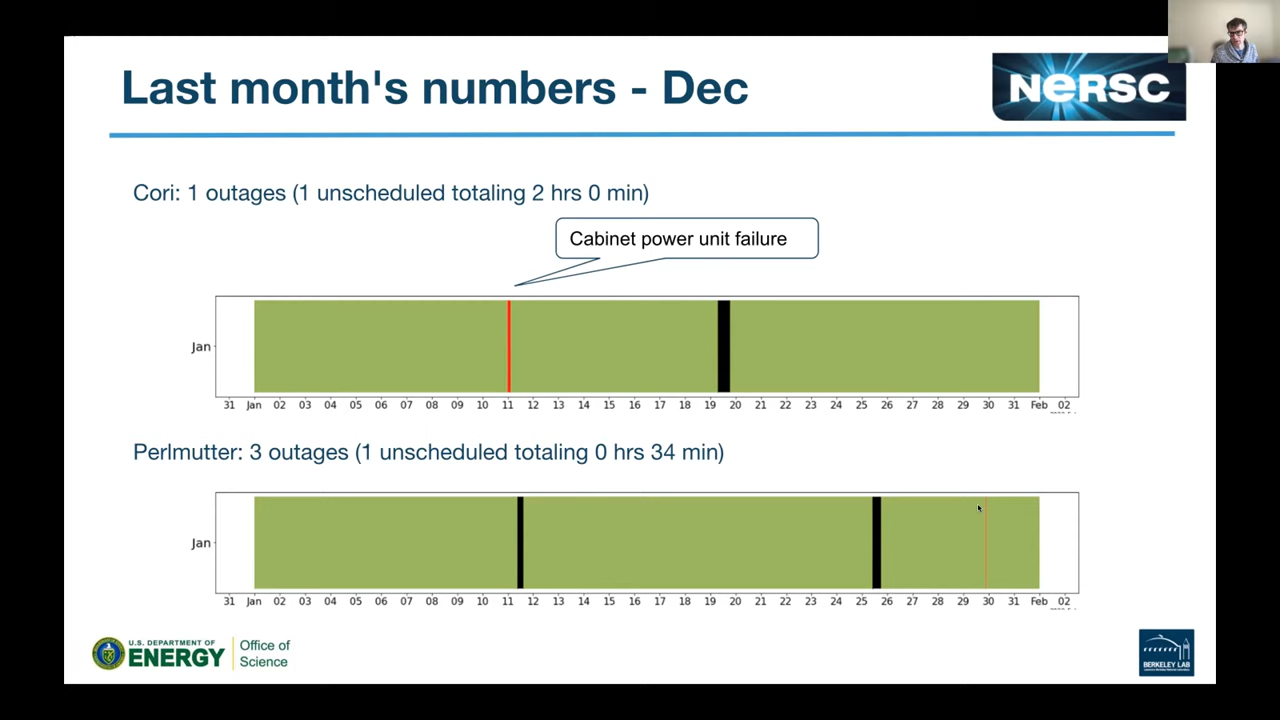 Last month's numbers - Dec
NERSC
Cori: 1 outages (1 unscheduled totaling 2 hrs 0 min)
Cabinet power unit failure
Jan
31 Jan 02 03 04 05 06 07 08 09 10 11 12 13 14 15 16 17 18 19 20 21 22 23 24 25 26 27 28 29 30 31 Feb 02
Perlmutter: 3 outages (1 unscheduled totaling 0 hrs 34 min)
Jan
31 Jan 02 03 04 05 06 07 08 09 10 11 12 13 14 15 16 17 18 19 20 21 22 23 24 25 26 27 28 29 30 31 Feb 02
U.S. DEPARTMENT OF
ENERGY
Office of
Science
BERKELEY LAB